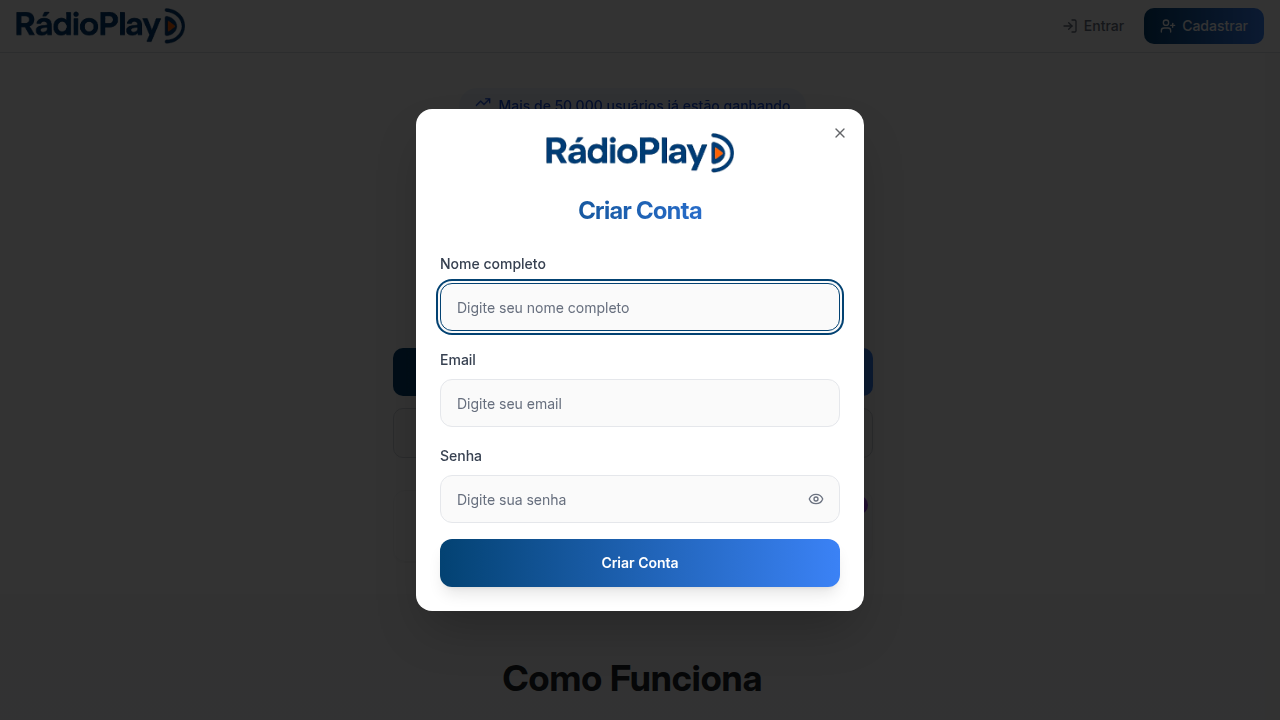 RádioPlay
Entrar
Cadastrar
Mais de 50.000 usuários já estão ganhando
RádioPlay
Criar Conta
Nome completo
Digite seu nome completo
Email
Digite seu email
Senha
Digite sua senha
Criar Conta
Como Funciona